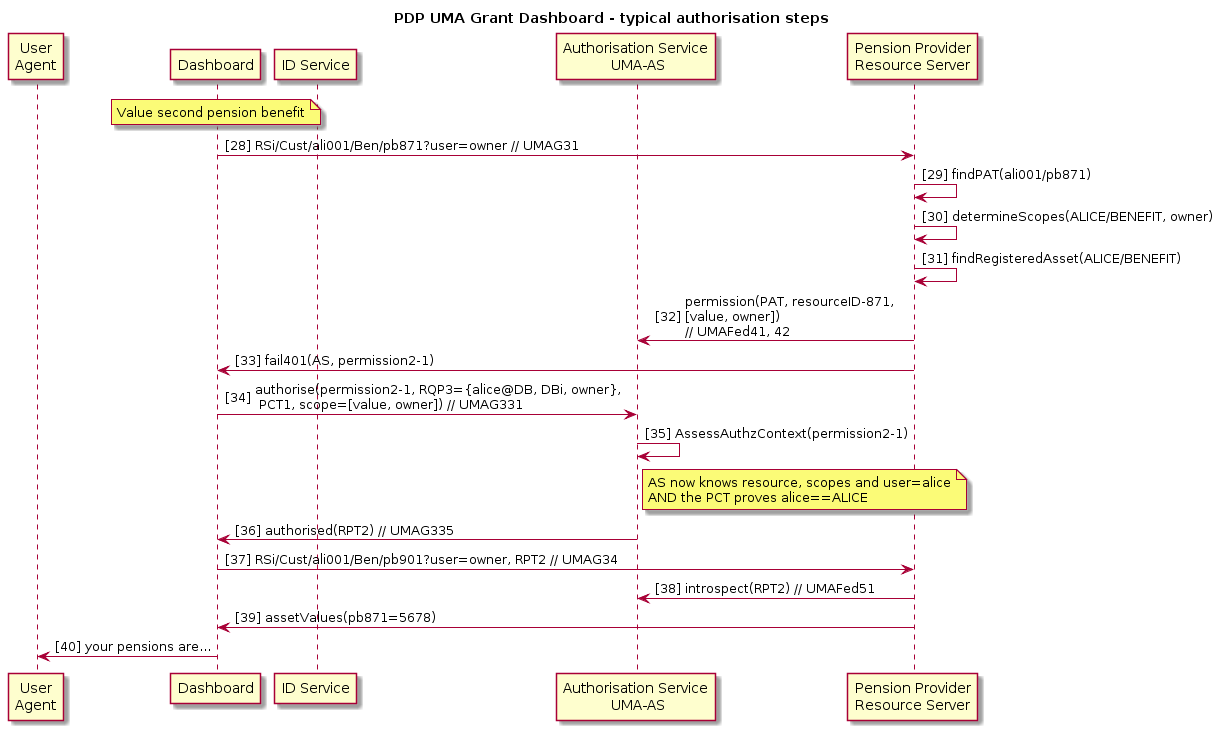 PDP UMA Grant Dashboard - typical authorisation steps
User
Agent
Dashboard
ID Service
Authorisation Service
UMA-AS
Pension Provider
Resource Server
Value second pension benefit
[28] RSi/Cust/ali001/Ben/pb871?user=owner // UMAG31
[29] findPAT(ali001/pb871)
[30] determineScopes(ALICE/BENEFIT, owner)
[31] findRegisteredAsset(ALICE/BENEFIT)
permission(PAT, resourceID-871,
[32] [value, owner])
// UMAFed41, 42
[33] fail401(AS, permission2-1)
[34] authorise(permission2-1, RQP3={alice@DB, DBi, owner},
PCT1, scope=[value, owner]) // UMAG331
[35] AssessAuthzContext(permission2-1)
AS now knows resource, scopes and user=alice
AND the PCT proves alice==ALICE
[36] authorised(RPT2) // UMAG335
[37] RSi/Cust/ali001/Ben/pb901?user=owner, RPT2 // UMAG34
[38] introspect(RPT2) // UMAFed51
[39] assetValues(pb871=5678)
[40] your pensions are...
User
Agent
Dashboard
ID Service
Authorisation Service
UMA-AS
Pension Provider
Resource Server